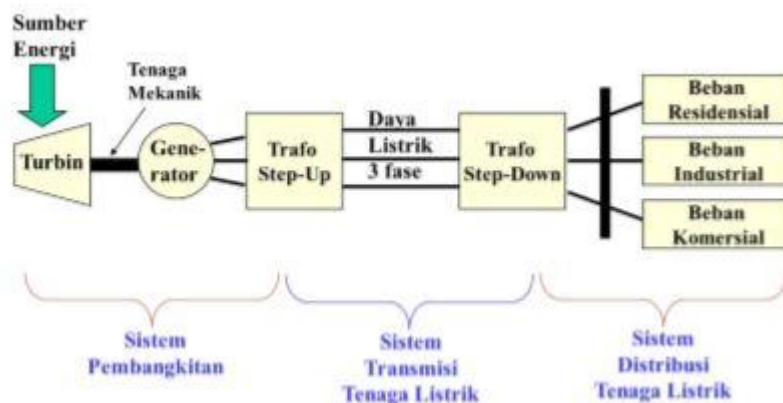 Sumber
Energi
Tenaga
Mekanik
Turbin
Gene-
rator
Trafo
Step-Up
Daya
Listrik
3 fase
Trafo
Step-Down
Beban
Residensial
Beban
Industrial
Beban
Komersial
Sistem
Pembangkitan
Sistem
Transmisi
Tenaga Listrik
Sistem
Distribusi
Tenaga Listrik